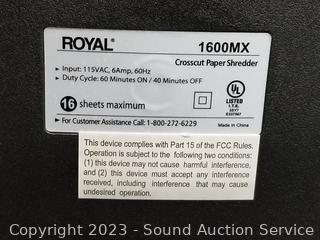 ROYAL® 1600MX
Crosscut Paper Shredder
▸ Input: 115VAC, 6Amp, 60Hz
▸ Duty Cycle: 60 Minutes ON / 40 Minutes OFF
16 sheets maximum
UL
LISTED
I.T.E.
E227987
▸ For Customer Assistance Call: 1-800-272-6229
Made in China
This device complies with Part 15 of the FCC Rules.
Operation is subject to the following two conditions:
(1) this device may not cause harmful interference,
and (2) this device must accept any interference
received, including interference that may cause
undesired operation.
Copyright 2023 - Sound Auction Service